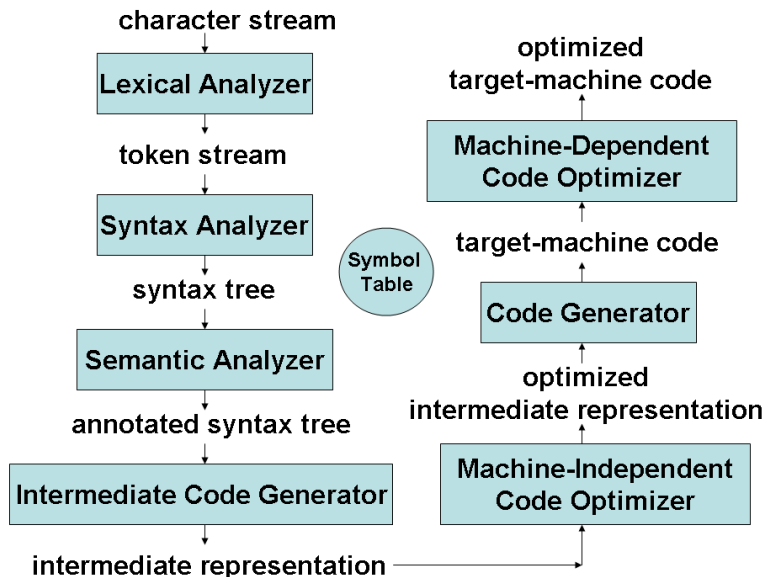 character stream
Lexical Analyzer
token stream
Syntax Analyzer
syntax tree
Semantic Analyzer
annotated syntax tree
Intermediate Code Generator
intermediate representation
Symbol
Table
optimized
target-machine code
Machine-Dependent
Code Optimizer
target-machine code
Code Generator
optimized
intermediate representation
Machine-Independent
Code Optimizer